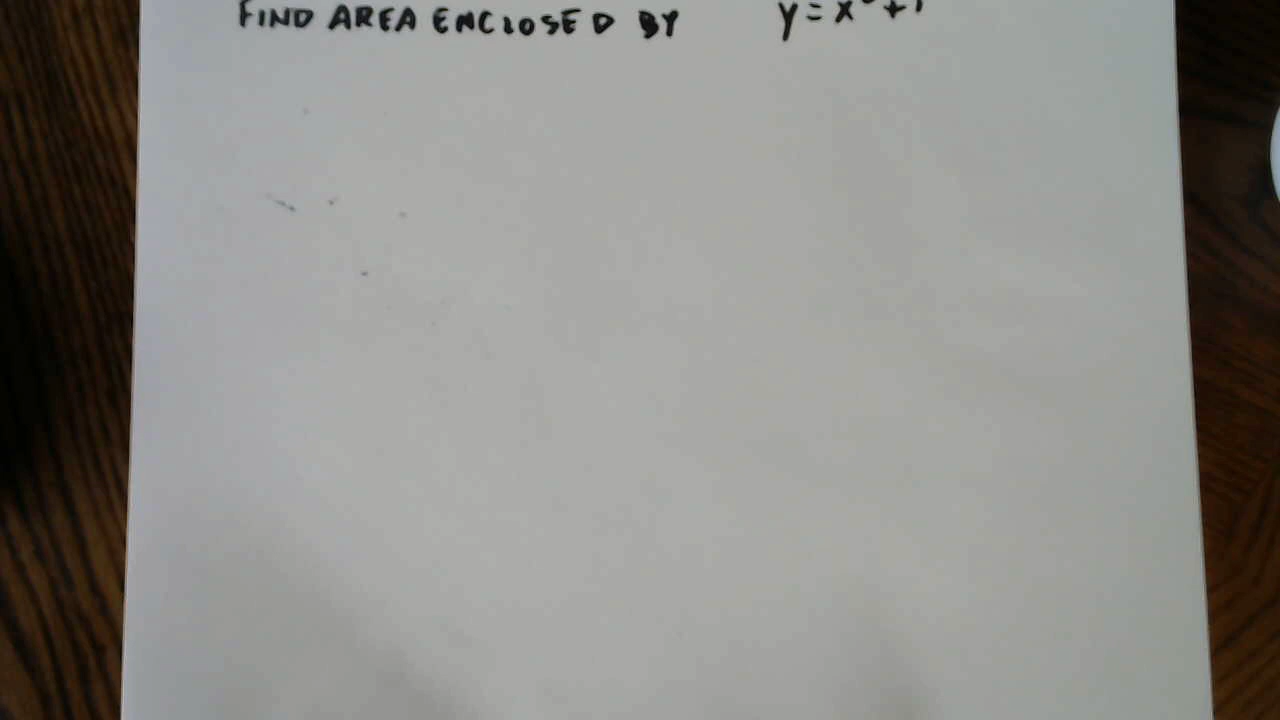 FIND AREA ENCLOSED BY y = x +